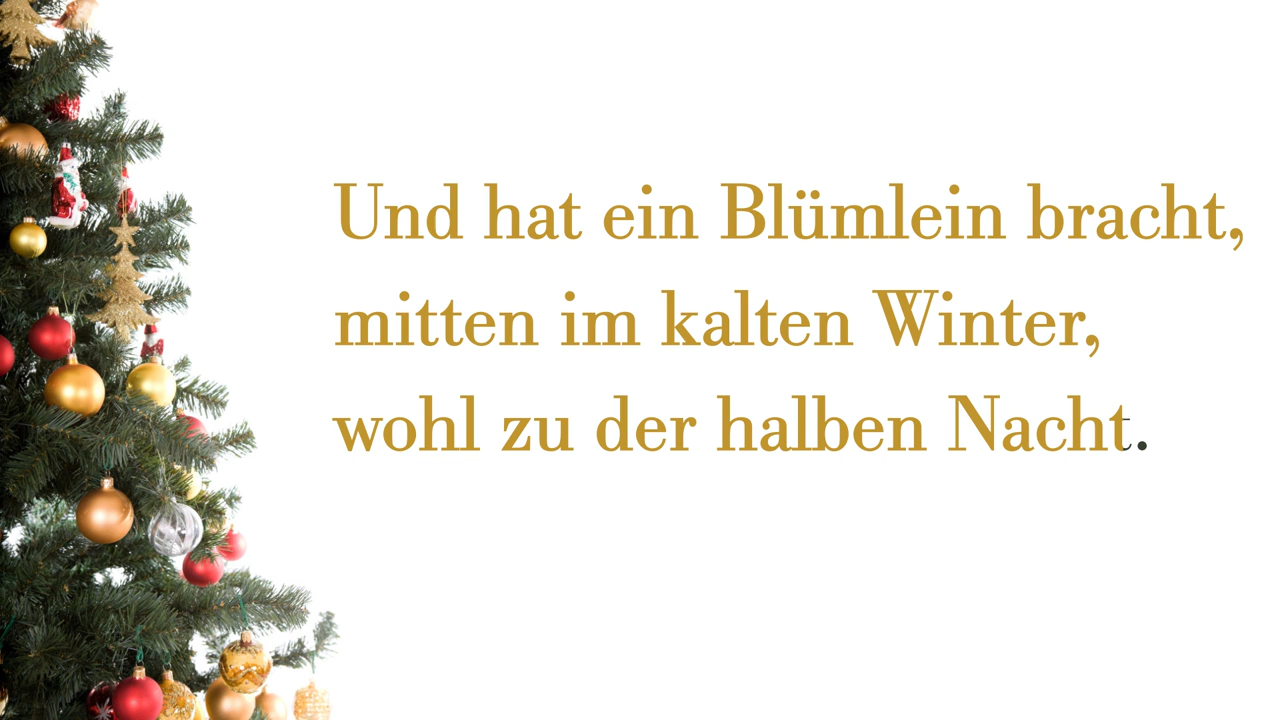 Und hat ein Blümlein bracht,
mitten im kalten Winter,
wohl zu der halben Nacht.